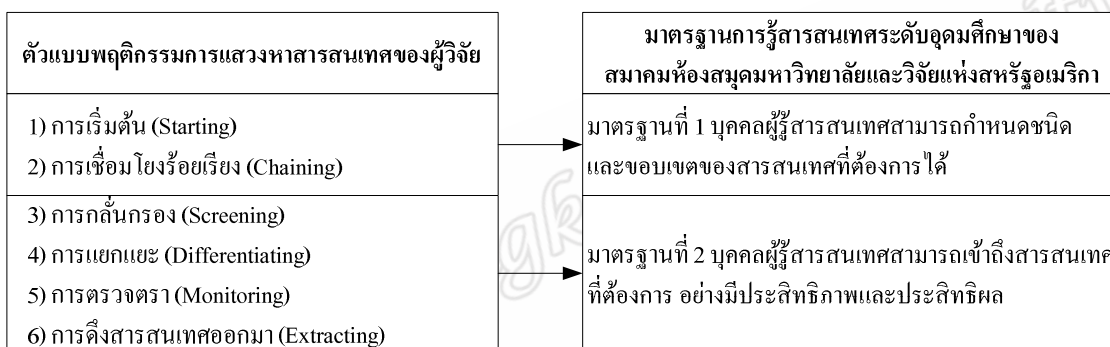 ตัวแบบพฤติกรรมการแสวงหาสารสนเทศของผู้วิจัย
มาตรฐานการรู้สารสนเทศระดับอุดมศึกษาของ
สมาคมห้องสมุดมหาวิทยาลัยและวิจัยแห่งสหรัฐอเมริกา
1) การเริ่มต้น (Starting)
2) การเชื่อมโยงร้อยเรียง (Chaining)
มาตรฐานที่ 1 บุคคลผู้รู้สารสนเทศสามารถกำหนดชนิด
และขอบเขตของสารสนเทศที่ต้องการได้
3) การกลั่นกรอง (Screening)
4) การแยกแยะ (Differentiating)
5) การตรวจตรา (Monitoring)
6) การดึงสารสนเทศออกมา (Extracting)
มาตรฐานที่ 2 บุคคลผู้รู้สารสนเทศสามารถเข้าถึงสารสนเทศ
ที่ต้องการ อย่างมีประสิทธิภาพและประสิทธิผล